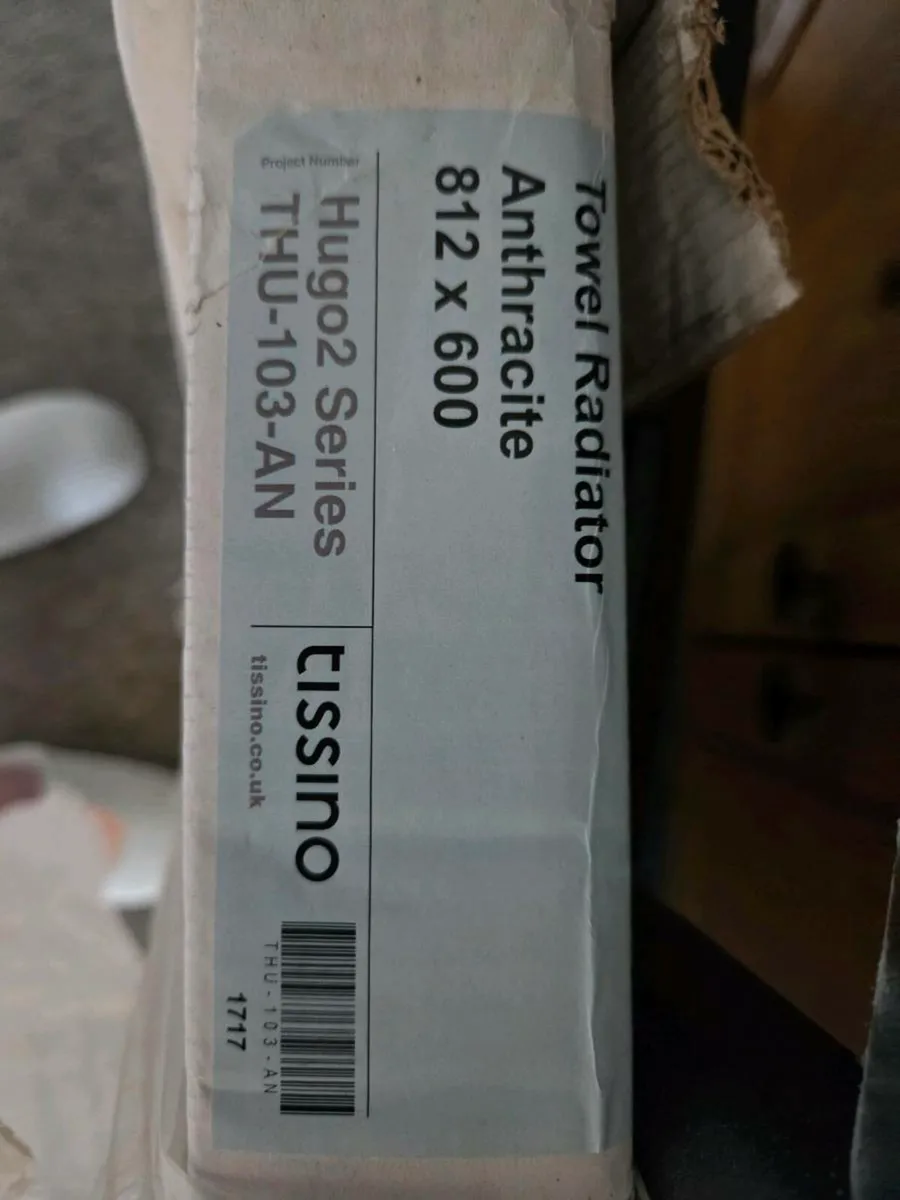 Towel Radiator
Anthracite
812 x 600
Project Number
Hugo2 Series
THU-103-AN
tissino
tissino.co.uk
THU-103-AN
1717